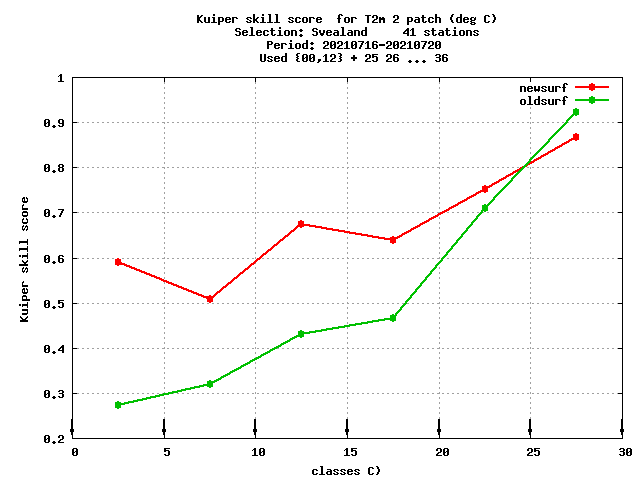 Kuiper skill score  for T2m 2 patch (deg C)
Selection: Svealand     41 stations
Period: 20210716-20210720
Used {00,12} + 25 26 ... 36
newsurf
oldsurf
1
0.9
0.8
0.7
0.6
0.5
0.4
0.3
0.2
Kuiper skill score
0 5 10 15 20 25 30
classes C)